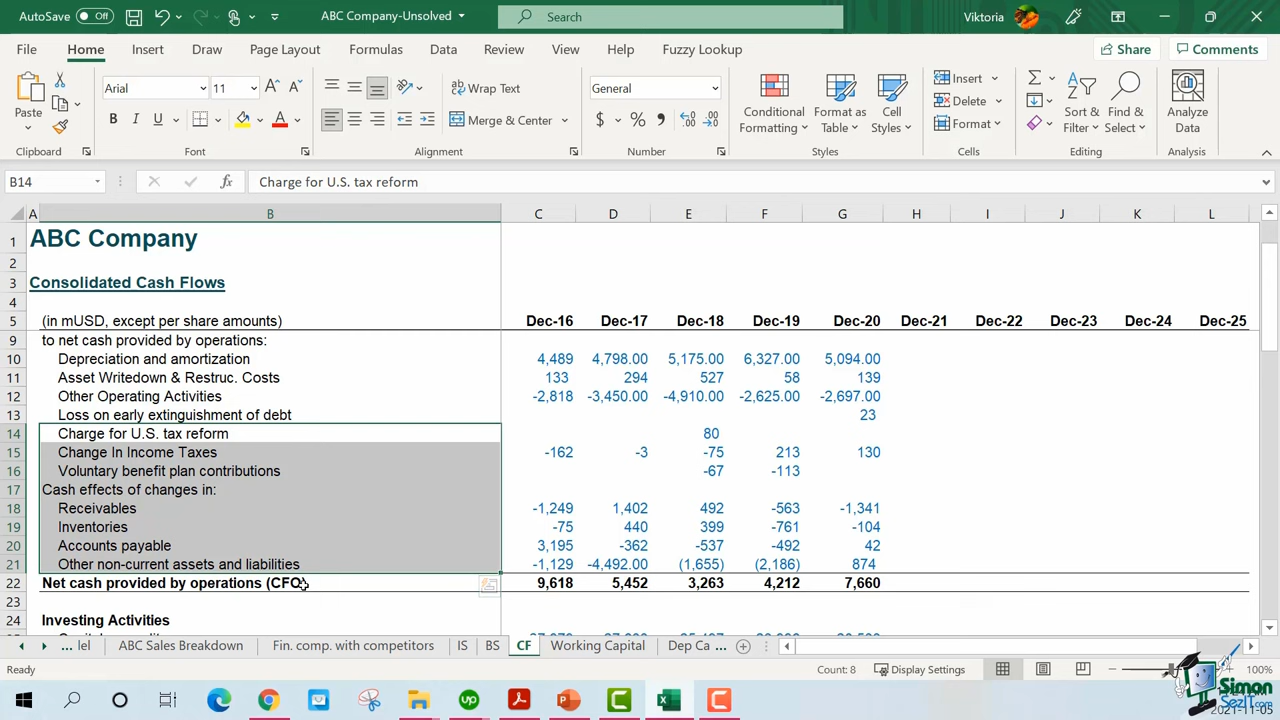 AutoSave Off ABC Company-Unsolved Search Viktoria
File Home Insert Draw Page Layout Formulas Data Review View Help Fuzzy Lookup Share Comments
Paste
Clipboard
Arial 11
B I U A
Font
Wrap Text
Merge & Center
Alignment
General
$ % ,
Number
Conditional Formatting
Format as Table
Cell Styles
Styles
Insert
Delete
Format
Cells
Sort & Filter
Find & Select
Editing
Analyze Data
Analysis
B14 fx Charge for U.S. tax reform
A B C D E F G H I J K L
1 ABC Company
2
3 Consolidated Cash Flows
4
5 (in mUSD, except per share amounts) Dec-16 Dec-17 Dec-18 Dec-19 Dec-20 Dec-21 Dec-22 Dec-23 Dec-24 Dec-25
9 to net cash provided by operations:
10 Depreciation and amortization 4,489 4,798.00 5,175.00 6,327.00 5,094.00
11 Asset Writedown & Restruc. Costs 133 294 527 58 139
12 Other Operating Activities -2,818 -3,450.00 -4,910.00 -2,625.00 -2,697.00
13 Loss on early extinguishment of debt 23
14 Charge for U.S. tax reform 80
15 Change In Income Taxes -162 -3 -75 213 130
16 Voluntary benefit plan contributions -67 -113
17 Cash effects of changes in:
18 Receivables -1,249 1,402 492 -563 -1,341
19 Inventories -75 440 399 -761 -104
20 Accounts payable 3,195 -362 -537 -492 42
21 Other non-current assets and liabilities -1,129 -4,492.00 (1,655) (2,186) 874
22 Net cash provided by operations (CFO) 9,618 5,452 3,263 4,212 7,660
23
24 Investing Activities
... lel ABC Sales Breakdown Fin. comp. with competitors IS BS CF Working Capital Dep Ca ...
Ready Count: 8 Display Settings 100%
Simon
SezIT.com
2021-11-05